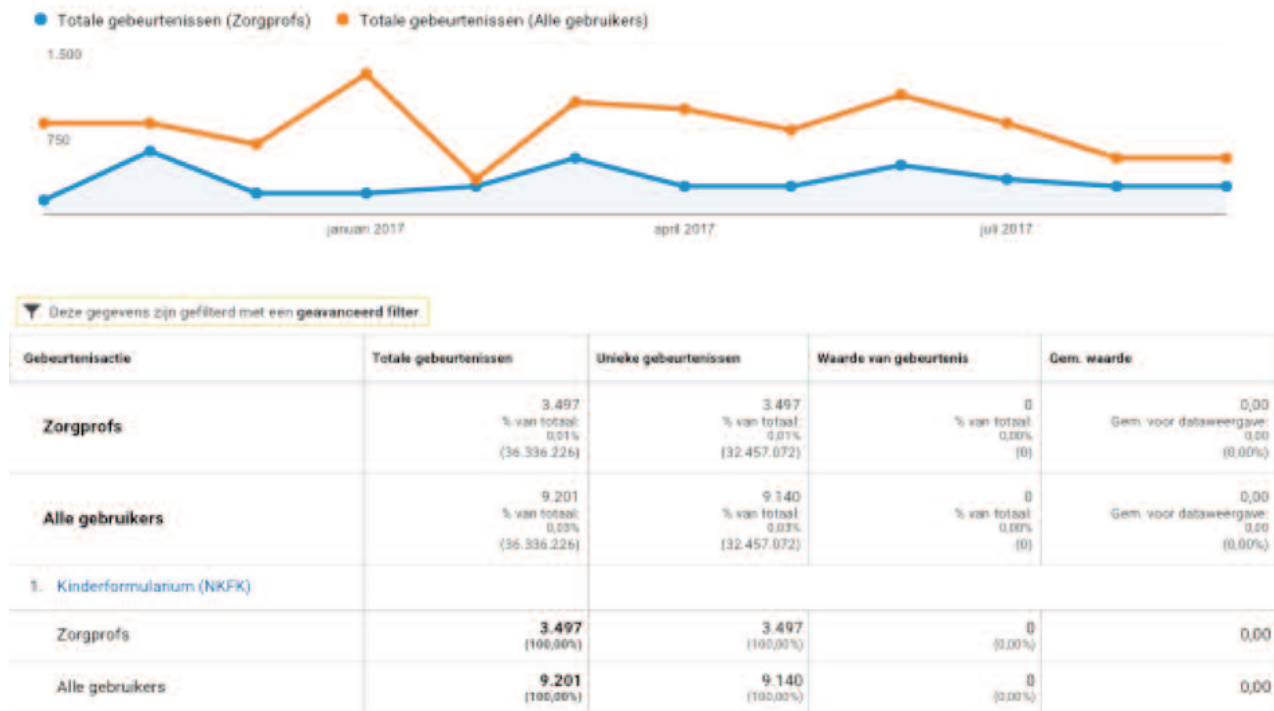 Totale gebeurtenissen (Zorgprofs) Totale gebeurtenissen (Alle gebruikers)
1.500
750
januari 2017 april 2017 juli 2017
Deze gegevens zijn gefilterd met een geavanceerd filter
Gebeurtenisactie Totale gebeurtenissen Unieke gebeurtenissen Waarde van gebeurtenis Gem. waarde
Zorgprofs
3.497 3.497 0 0,00
% van totaal: % van totaal: % van totaal: Gem. voor dataweergave:
0,01% 0,01% 0,00% 0,00
(36.336.226) (32.457.072) (0) (0,00%)
Alle gebruikers
9.201 9.140 0 0,00
% van totaal: % van totaal: % van totaal: Gem. voor dataweergave:
0,03% 0,03% 0,00% 0,00
(36.336.226) (32.457.072) (0) (0,00%)
1. Kinderformularium (NKFK)
Zorgprofs 3.497 3.497 0 0,00
(100,00%) (100,00%) (0,00%)
Alle gebruikers 9.201 9.140 0 0,00
(100,00%) (100,00%) (0,00%)